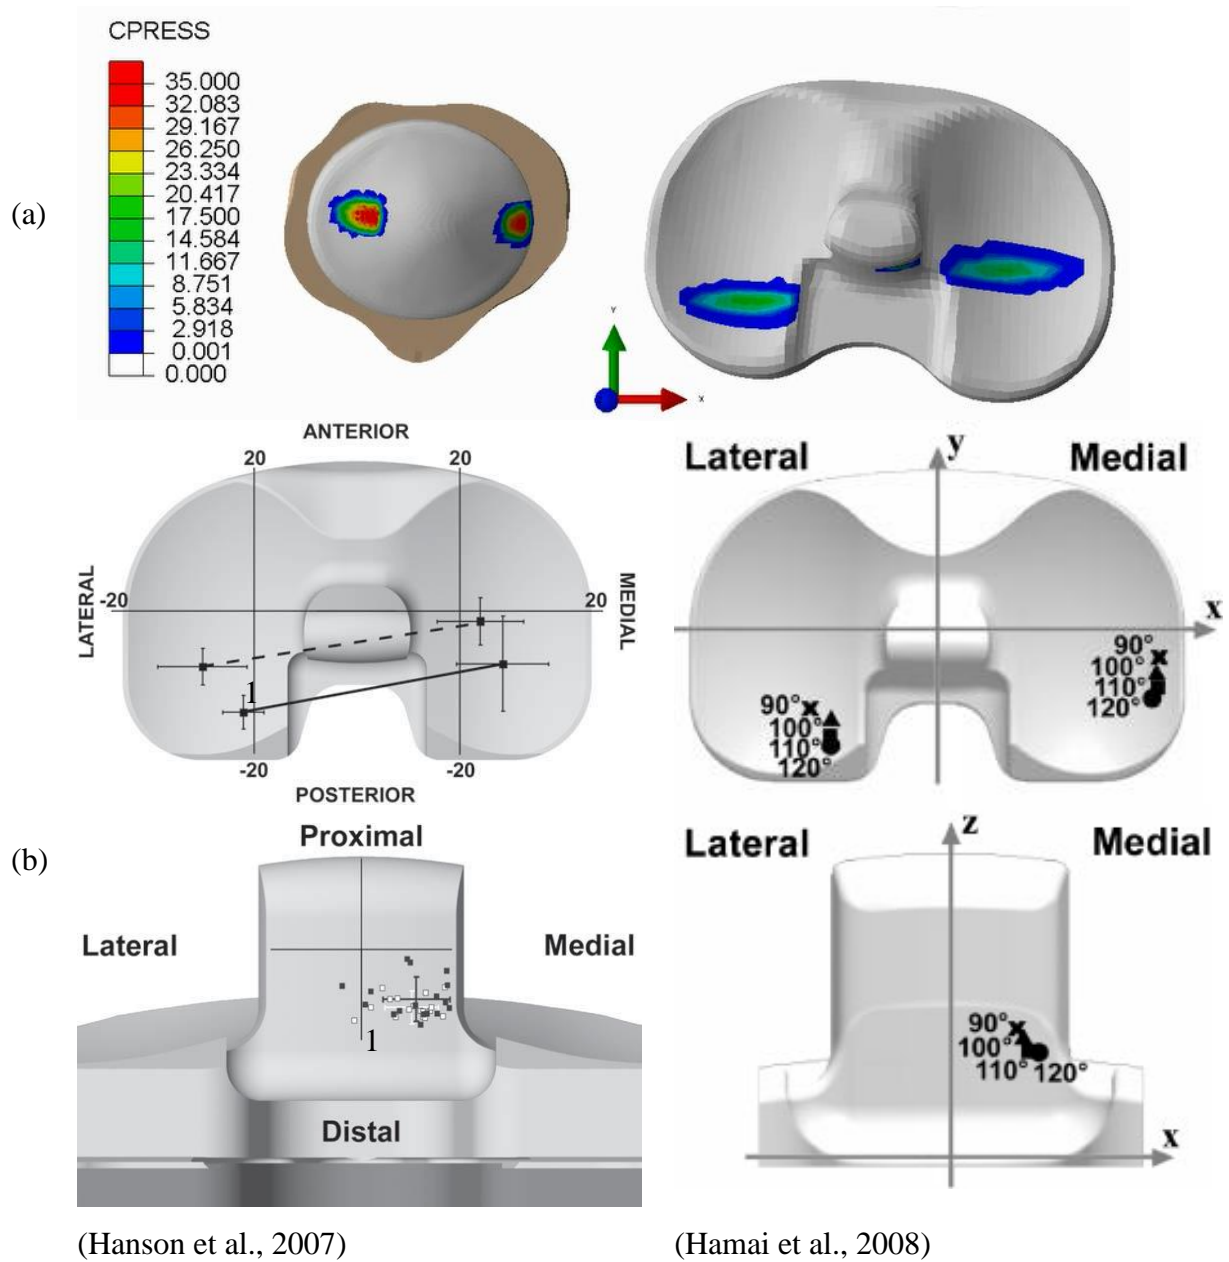 CPRESS
35.000
32.083
29.167
26.250
23.334
20.417
17.500
14.584
11.667
8.751
5.834
2.918
0.001
0.000
(a)
Y
X
ANTERIOR
20 20
LATERAL
-20 20
MEDIAL
1
-20 -20
POSTERIOR
Lateral y Medial
x
90°
100°
110°
120°
90°
100°
110°
120°
(b)
Proximal
Lateral Medial
1
Distal
Lateral z Medial
90°
100°
110° 120°
x
(Hanson et al., 2007) (Hamai et al., 2008)